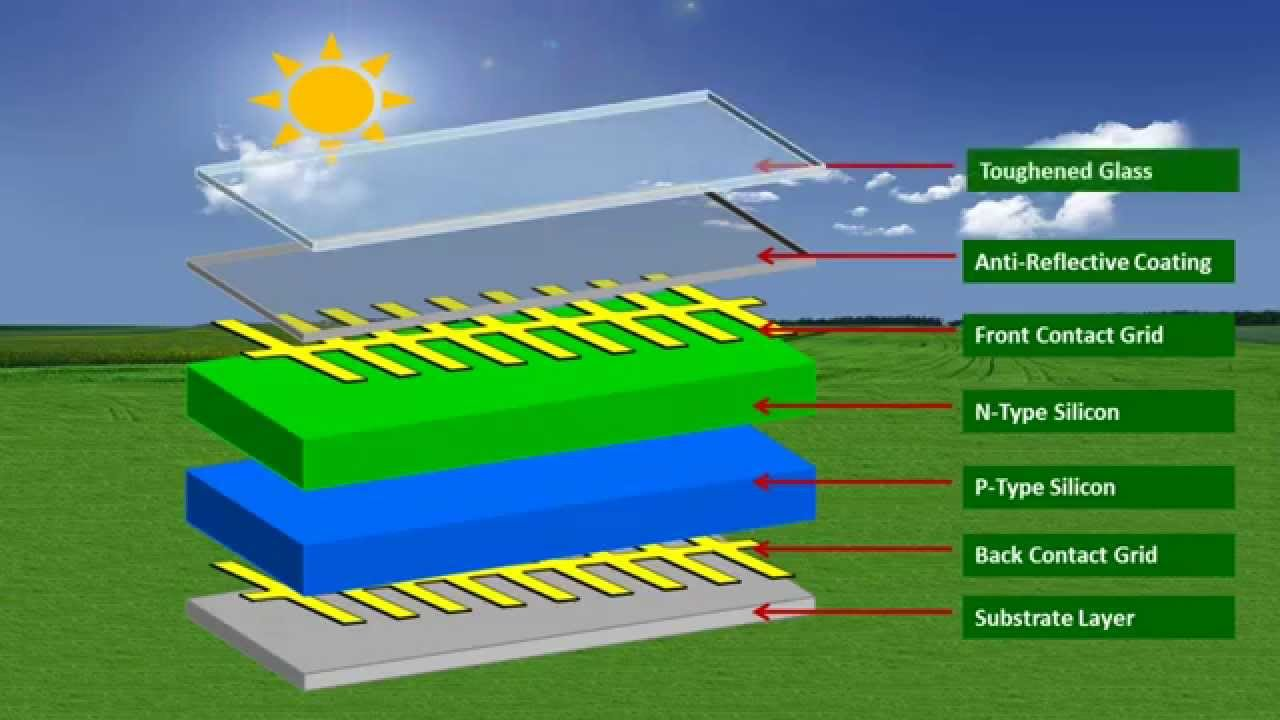 Toughened Glass
Anti-Reflective Coating
Front Contact Grid
N-Type Silicon
P-Type Silicon
Back Contact Grid
Substrate Layer